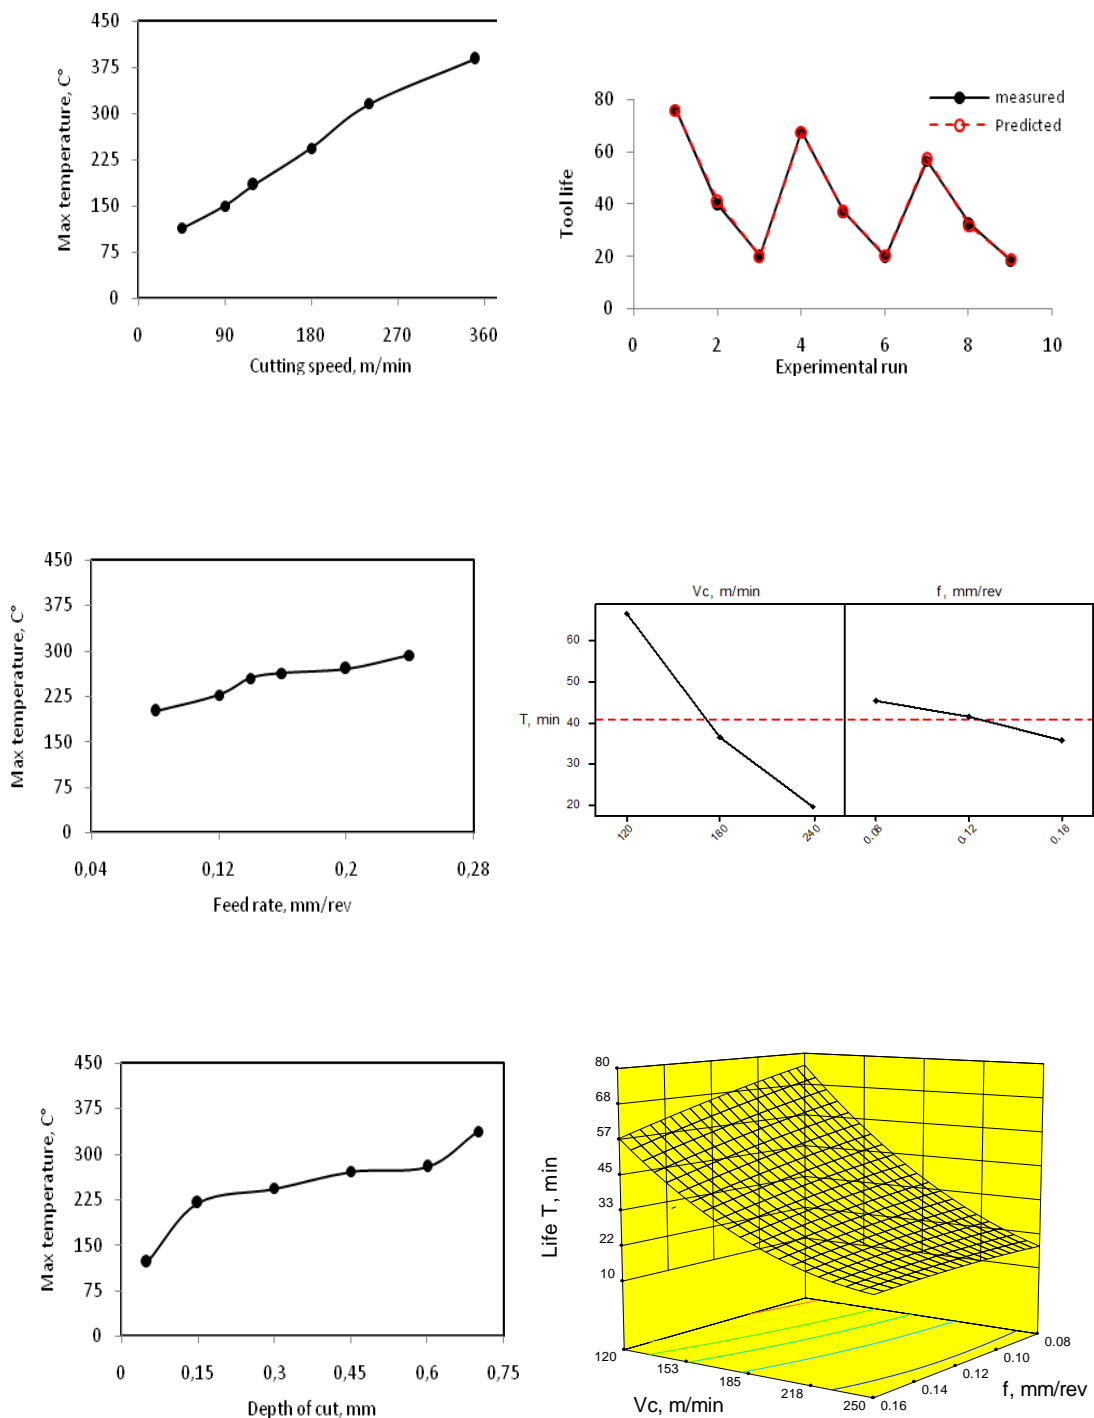 450
375
300
225
150
75
0
0 90 180 270 360
Max temperature, C°
Cutting speed, m/min
measured
Predicted
80
60
40
20
0
0 2 4 6 8 10
Tool life
Experimental run
450
375
300
225
150
75
0
0,04 0,12 0,2 0,28
Max temperature, C°
Feed rate, mm/rev
Vc, m/min f, mm/rev
60
50
40
30
20
T, min
120 180 240 0.08 0.12 0.16
450
375
300
225
150
75
0
0 0,15 0,3 0,45 0,6 0,75
Max temperature, C°
Depth of cut, mm
80
68
57
45
33
22
10
Life T, min
120 153 185 218 250
Vc, m/min
0.16 0.14 0.12 0.10 0.08
f, mm/rev